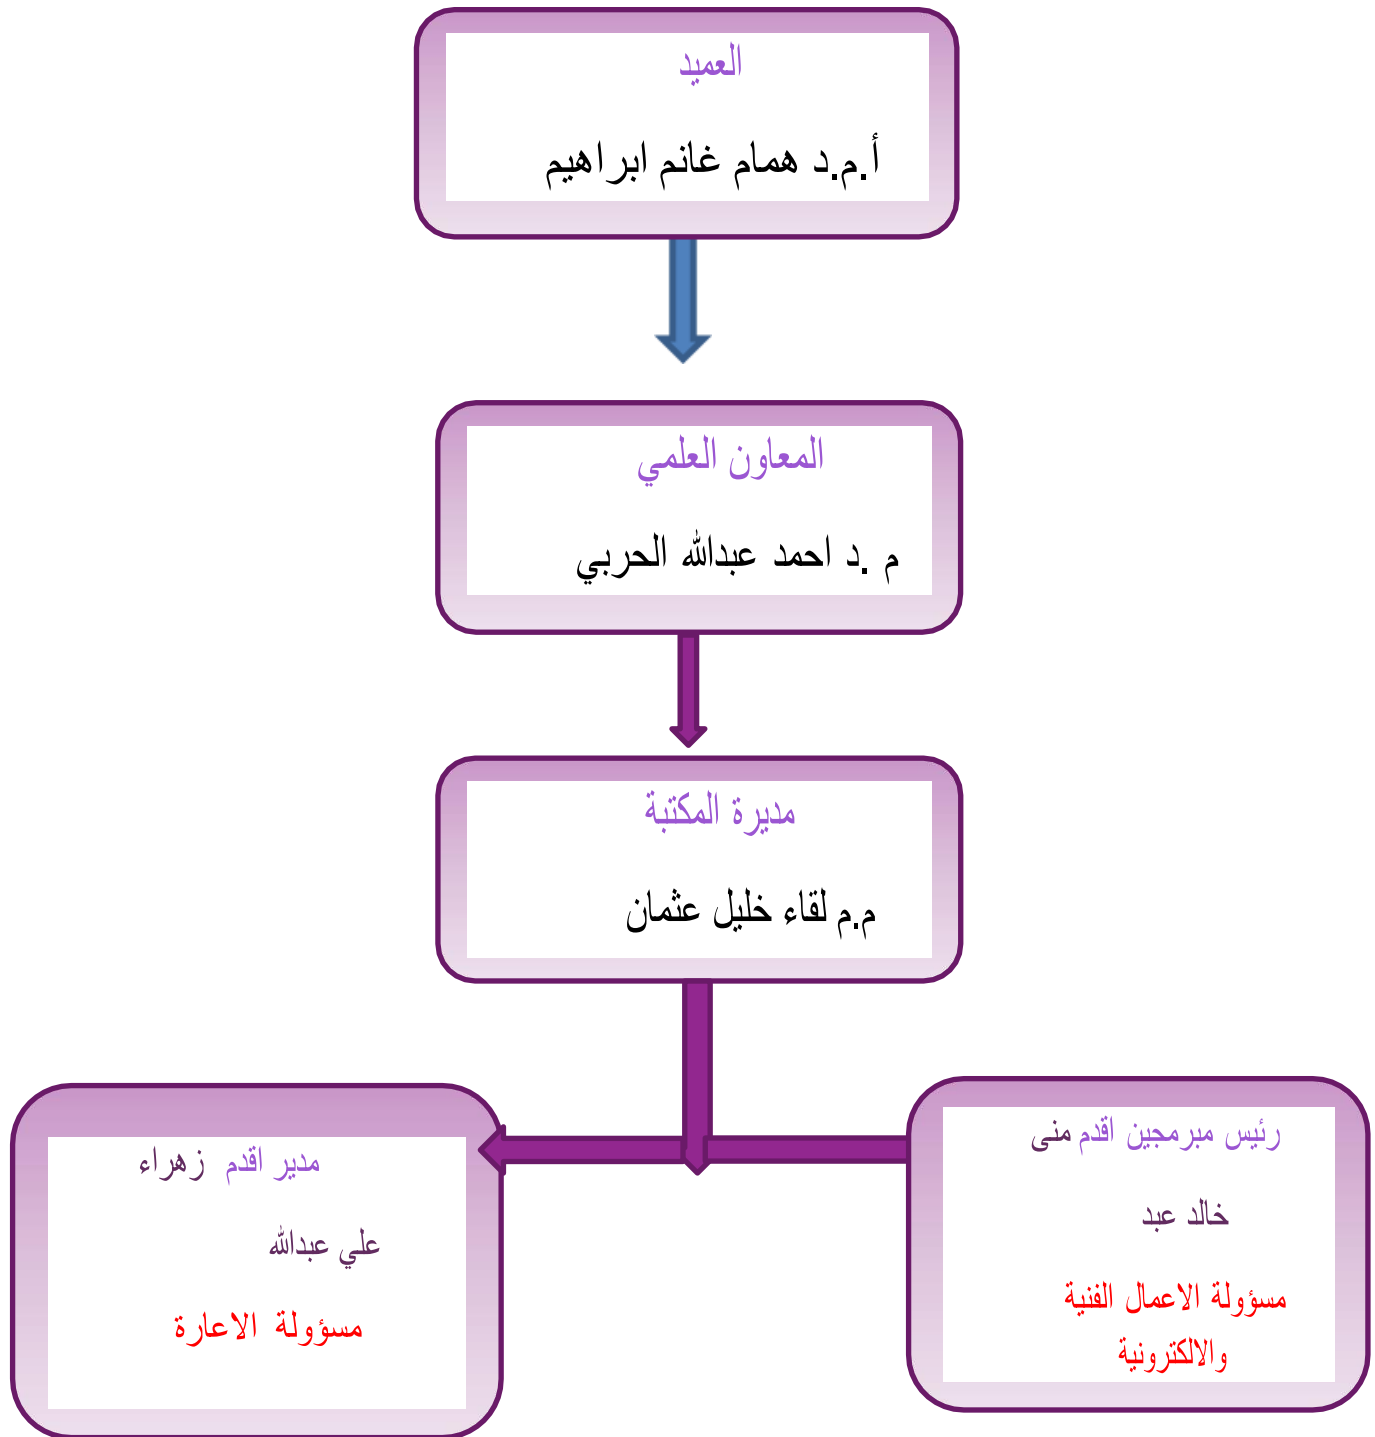 العميد
أ.م.د همام غانم ابراهيم
المعاون العلمي
م .د احمد عبدالله الحربي
مديرة المكتبة
م.م لقاء خليل عثمان
رئيس مبرمجين اقدم منى
خالد عبد
مسؤولة الاعمال الفنية
والالكترونية
مدير اقدم زهراء
علي عبدالله
مسؤولة الاعارة